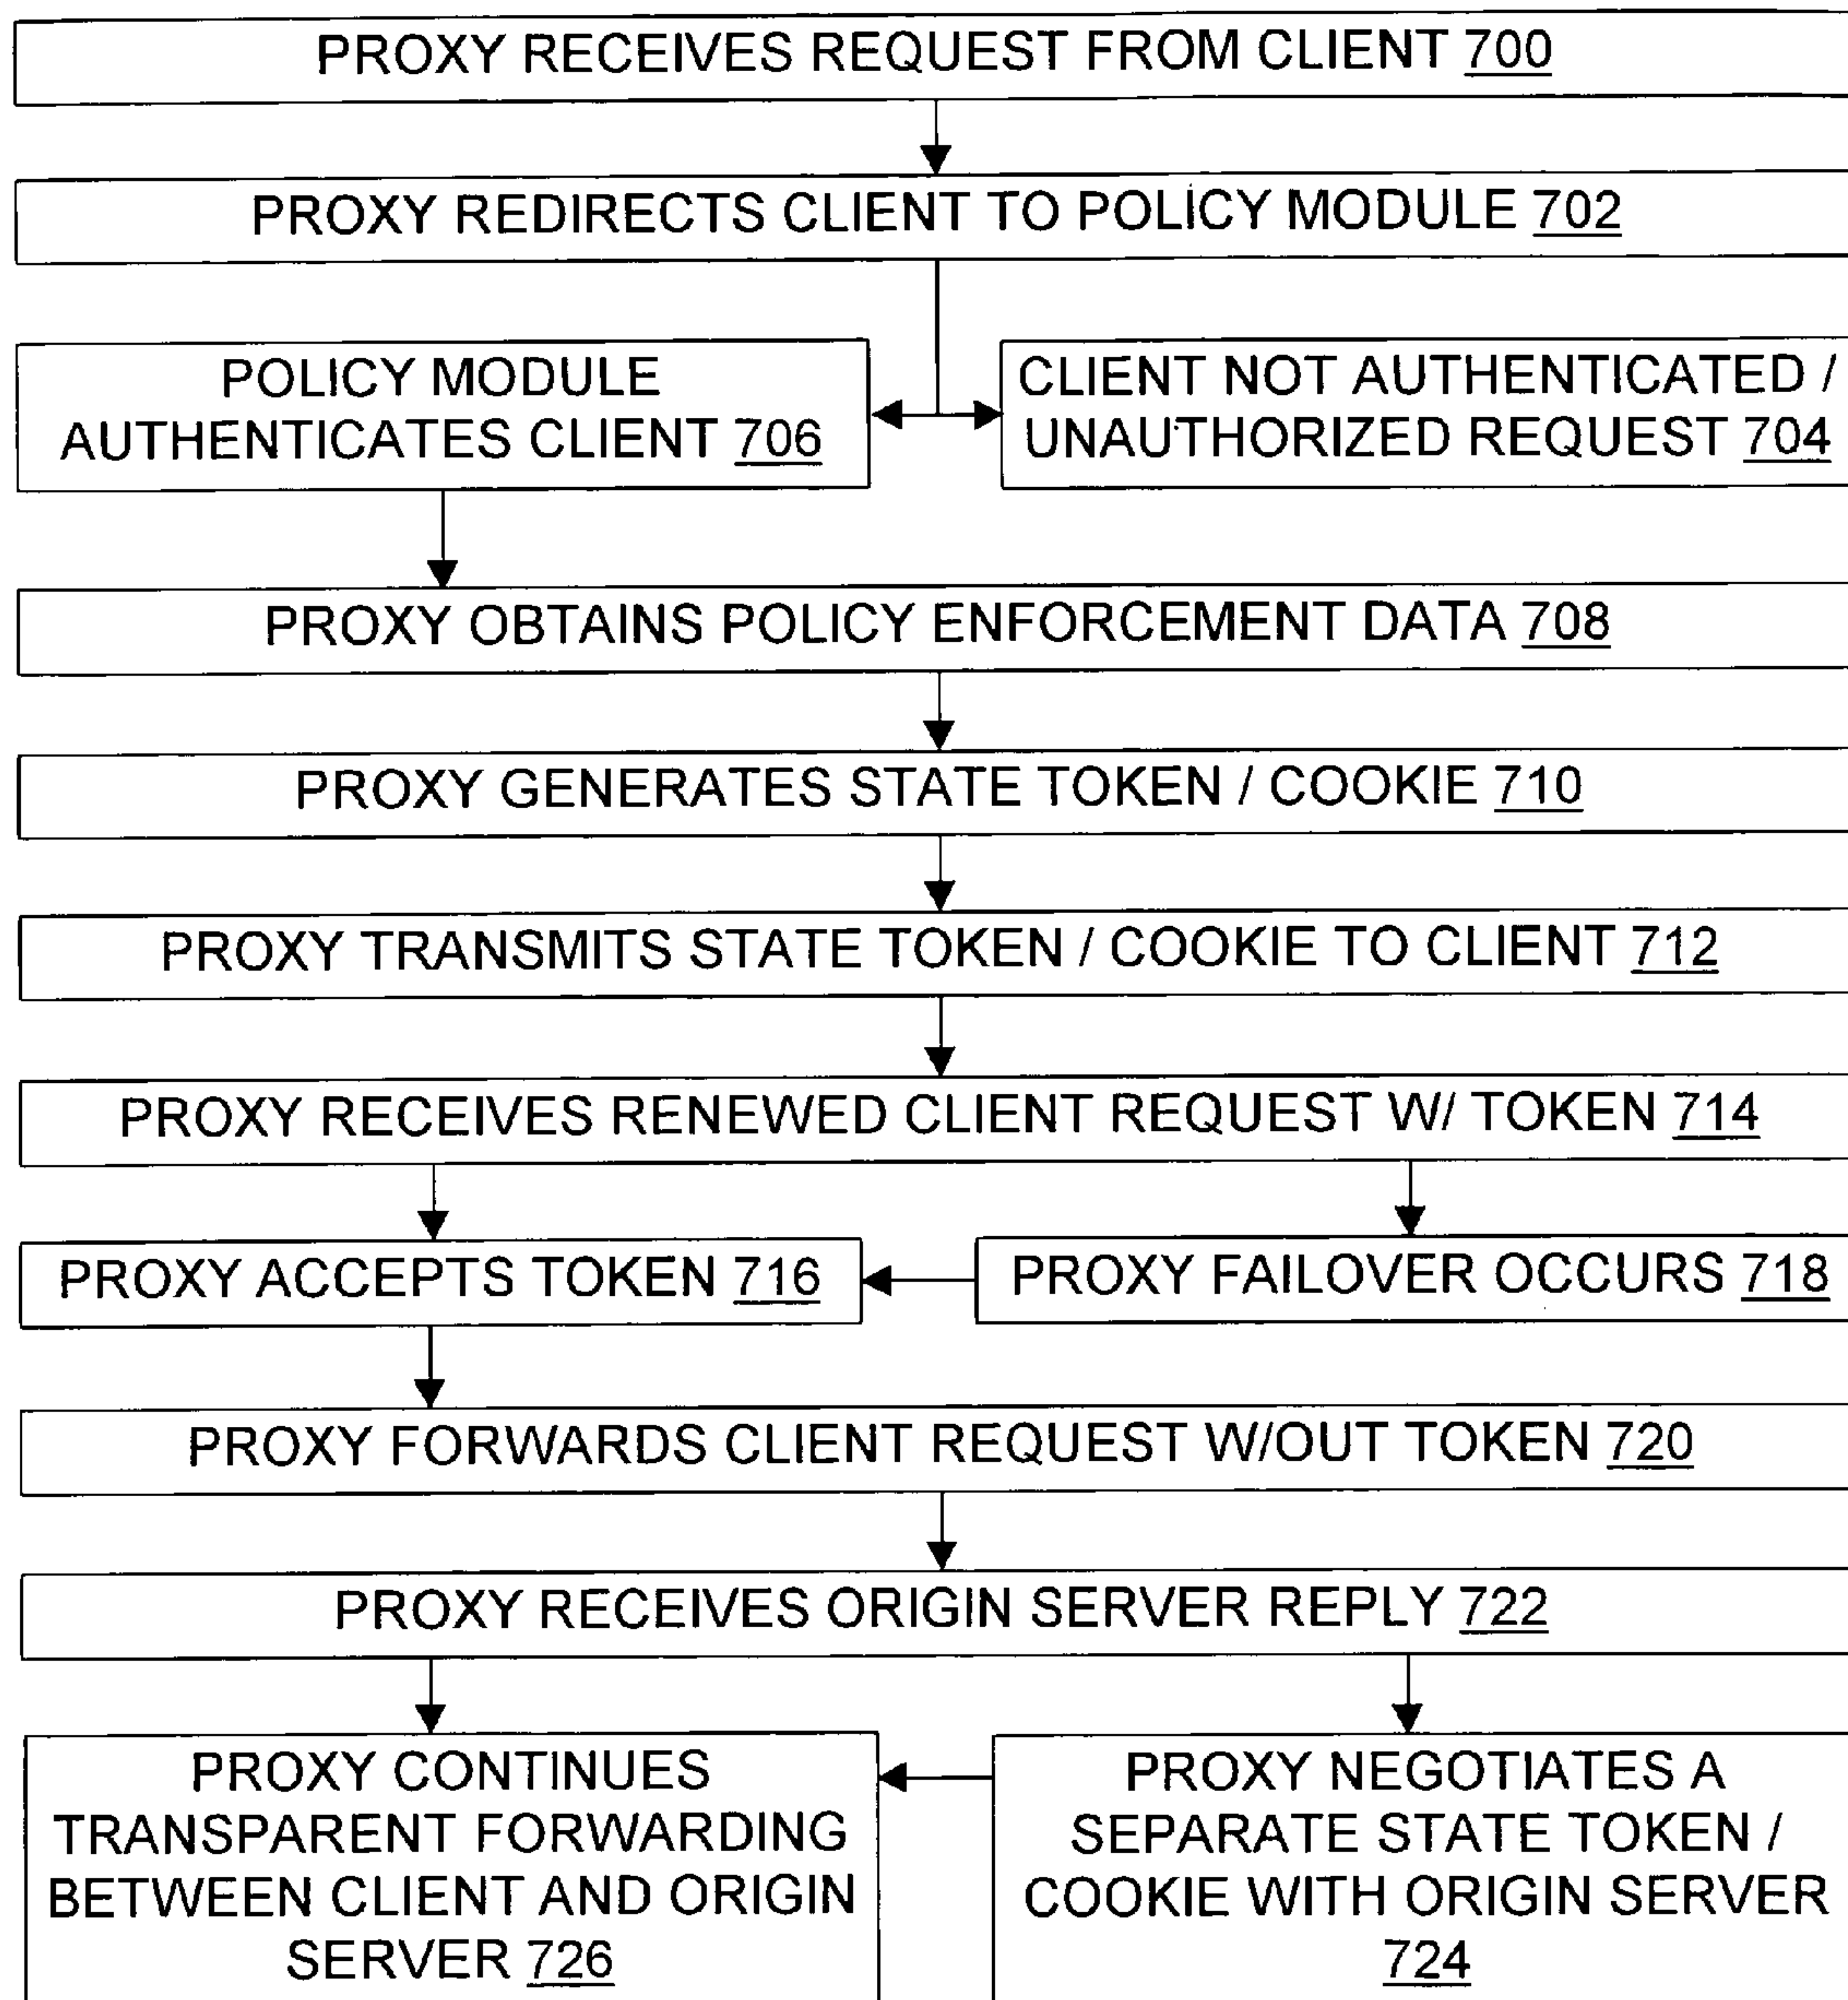 PROXY RECEIVES REQUEST FROM CLIENT 700
PROXY REDIRECTS CLIENT TO POLICY MODULE 702
POLICY MODULE
AUTHENTICATES CLIENT 706
CLIENT NOT AUTHENTICATED /
UNAUTHORIZED REQUEST 704
PROXY OBTAINS POLICY ENFORCEMENT DATA 708
PROXY GENERATES STATE TOKEN / COOKIE 710
PROXY TRANSMITS STATE TOKEN / COOKIE TO CLIENT 712
PROXY RECEIVES RENEWED CLIENT REQUEST W/ TOKEN 714
PROXY ACCEPTS TOKEN 716
PROXY FAILOVER OCCURS 718
PROXY FORWARDS CLIENT REQUEST W/OUT TOKEN 720
PROXY RECEIVES ORIGIN SERVER REPLY 722
PROXY CONTINUES
TRANSPARENT FORWARDING
BETWEEN CLIENT AND ORIGIN
SERVER 726
PROXY NEGOTIATES A
SEPARATE STATE TOKEN /
COOKIE WITH ORIGIN SERVER
724